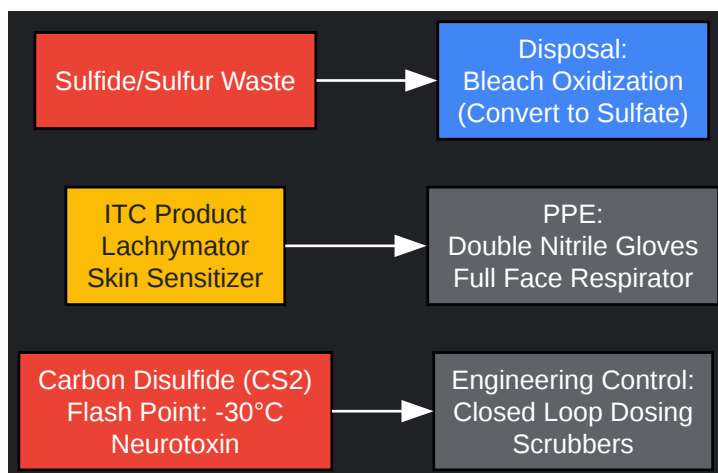 Sulfide/Sulfur Waste
Disposal:
Bleach Oxidization
(Convert to Sulfate)
ITC Product
Lachrymator
Skin Sensitizer
PPE:
Double Nitrile Gloves
Full Face Respirator
Carbon Disulfide (CS2)
Flash Point: -30°C
Neurotoxin
Engineering Control:
Closed Loop Dosing
Scrubbers